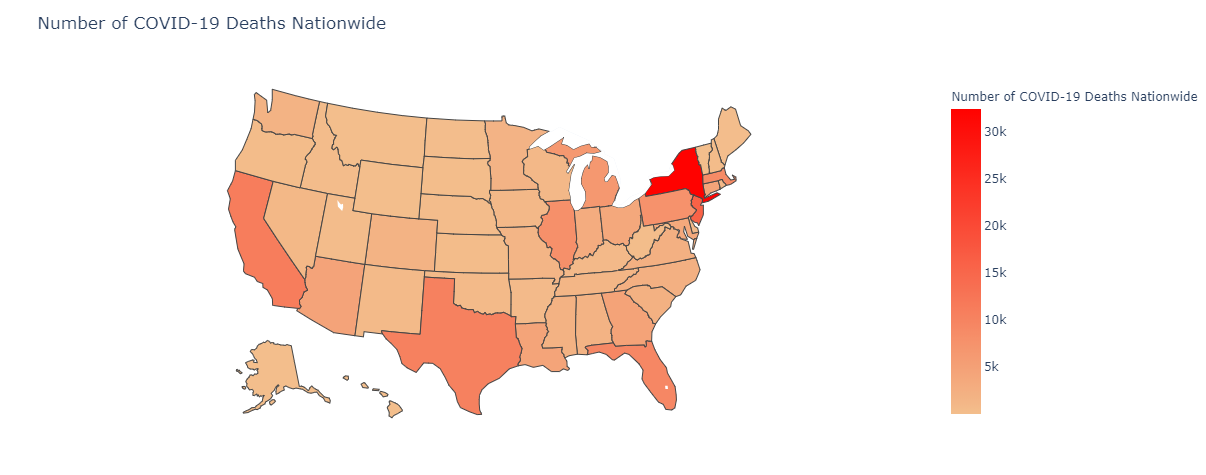 Number of COVID-19 Deaths Nationwide
Number of COVID-19 Deaths Nationwide
30k
25k
20k
15k
10k
5k